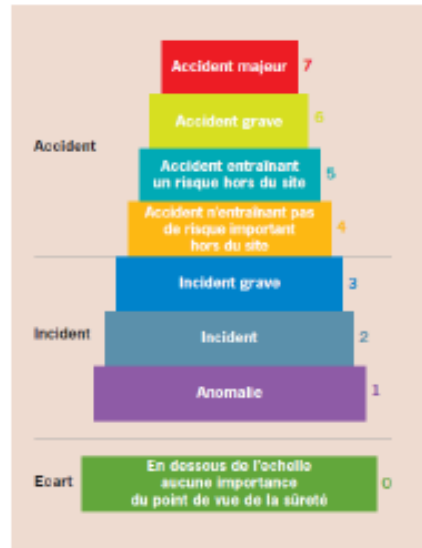 Accident majeur 7
Accident grave 6
Accident
Accident entraînant
un risque hors du site
5
Accident n'entraînant pas
de risque important
hors du site
4
Incident grave 3
Incident
Incident 2
Anomalie 1
Ecart
En dessous de l'echelle
aucune importance
du point de vue de la sûreté
0